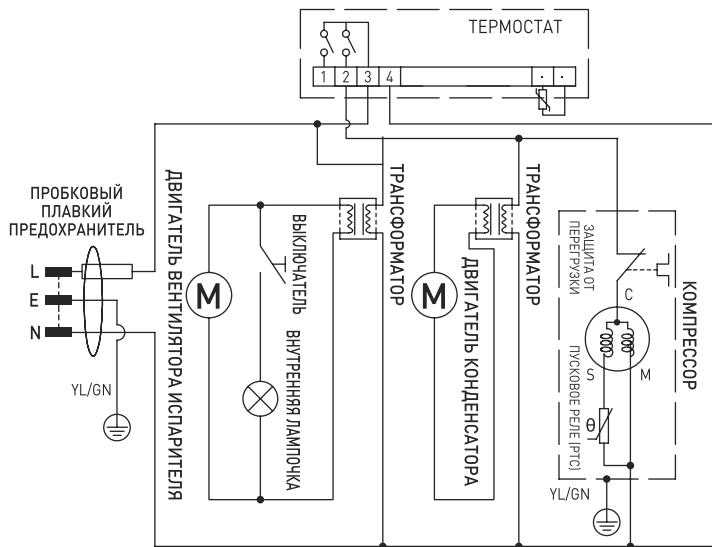 ТЕРМОСТАТ
1 2 3 4
ПРОБКОВЫЙ
ПЛАВКИЙ
ПРЕДОХРАНИТЕЛЬ
L
E
N
YL/GN
ДВИГАТЕЛЬ ВЕНТИЛЯТОРА ИСПАРИТЕЛЯ
M
ВЫКЛЮЧАТЕЛЬ
ВНУТРЕННЯЯ ЛАМПОЧКА
ТРАНСФОРМАТОР
M
ДВИГАТЕЛЬ КОНДЕНСАТОРА
ТРАНСФОРМАТОР
ЗАЩИТА ОТ
ПЕРЕГРУЗКИ
C
S
M
ПУСКОВОЕ РЕЛЕ (PTC)
θ
КОМПРЕССОР
YL/GN